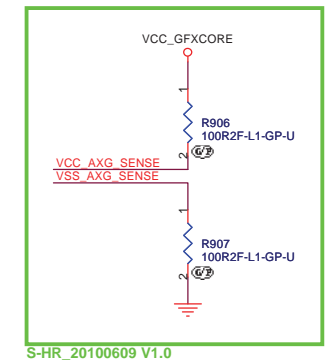 VCC_GFXCORE
1
R906
100R2F-L1-GP-U
2
VCC_AXG_SENSE
VSS_AXG_SENSE
1
R907
100R2F-L1-GP-U
2
S-HR_20100609 V1.0